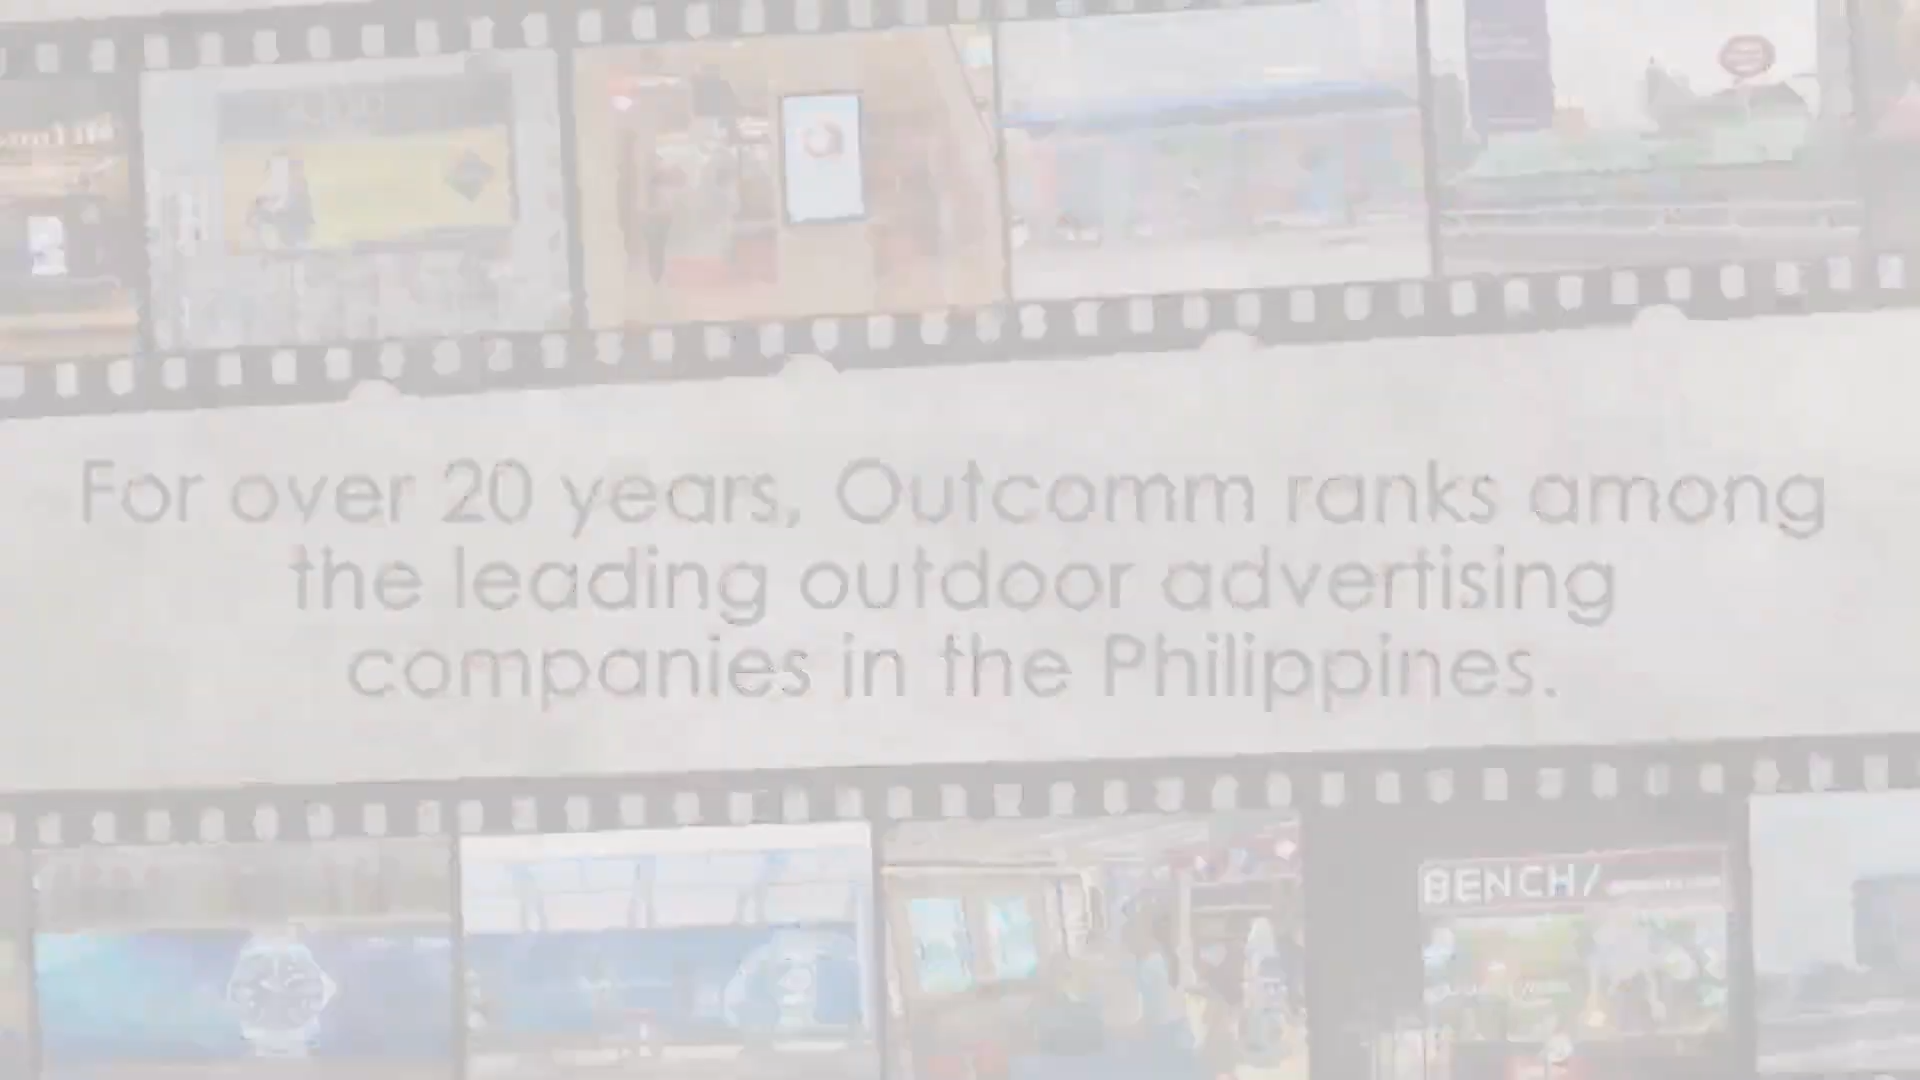 For over 20 years, Outcomm ranks among
the leading outdoor advertising
companies in the Philippines.
BENCH/